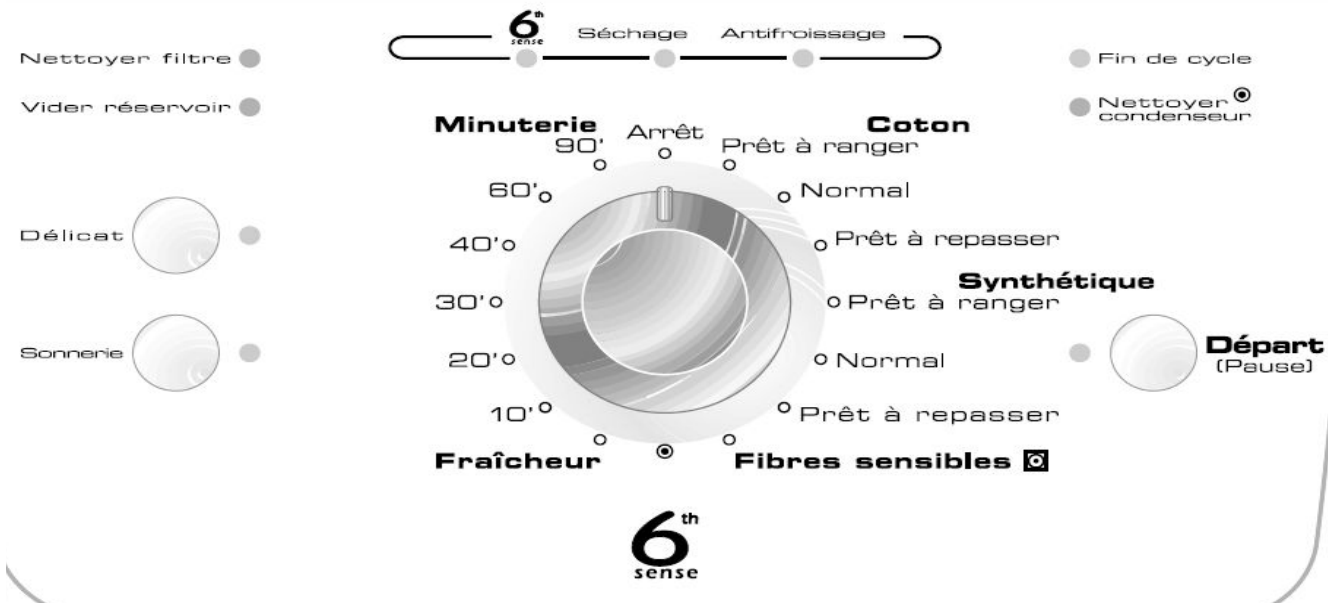 6th sense
Séchage
Antifroissage
Nettoyer filtre
Vider réservoir
Fin de cycle
Nettoyer
condenseur
Minuterie
Arrêt
Coton
90'
Prêt à ranger
60'
Normal
Délicat
40'
Prêt à repasser
Synthétique
30'
Prêt à ranger
Sonnerie
20'
Normal
Départ
(Pause)
10'
Prêt à repasser
Fraîcheur
Fibres sensibles
6th
sense